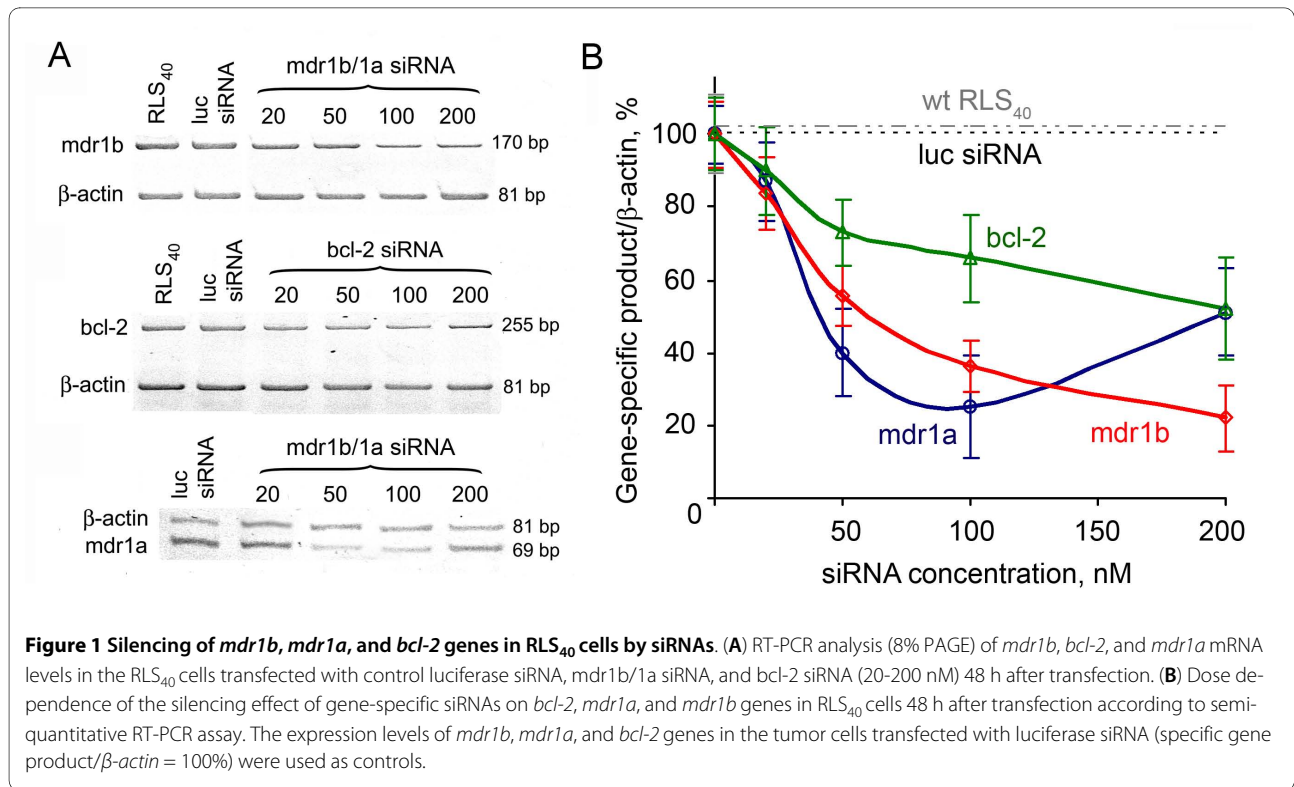 A
RLS40
luc siRNA
mdr1b/1a siRNA
20 50 100 200
mdr1b
170 bp
β-actin
81 bp
RLS40
luc siRNA
bcl-2 siRNA
20 50 100 200
bcl-2
255 bp
β-actin
81 bp
luc siRNA
mdr1b/1a siRNA
20 50 100 200
β-actin
81 bp
mdr1a
69 bp
B
Gene-specific product/β-actin, %
100
80
60
40
20
0
wt RLS40
luc siRNA
bcl-2
mdr1a
mdr1b
50 100 150 200
siRNA concentration, nM
Figure 1 Silencing of mdr1b, mdr1a, and bcl-2 genes in RLS40 cells by siRNAs. (A) RT-PCR analysis (8% PAGE) of mdr1b, bcl-2, and mdr1a mRNA
levels in the RLS40 cells transfected with control luciferase siRNA, mdr1b/1a siRNA, and bcl-2 siRNA (20-200 nM) 48 h after transfection. (B) Dose de-
pendence of the silencing effect of gene-specific siRNAs on bcl-2, mdr1a, and mdr1b genes in RLS40 cells 48 h after transfection according to semi-
quantitative RT-PCR assay. The expression levels of mdr1b, mdr1a, and bcl-2 genes in the tumor cells transfected with luciferase siRNA (specific gene
product/β-actin = 100%) were used as controls.